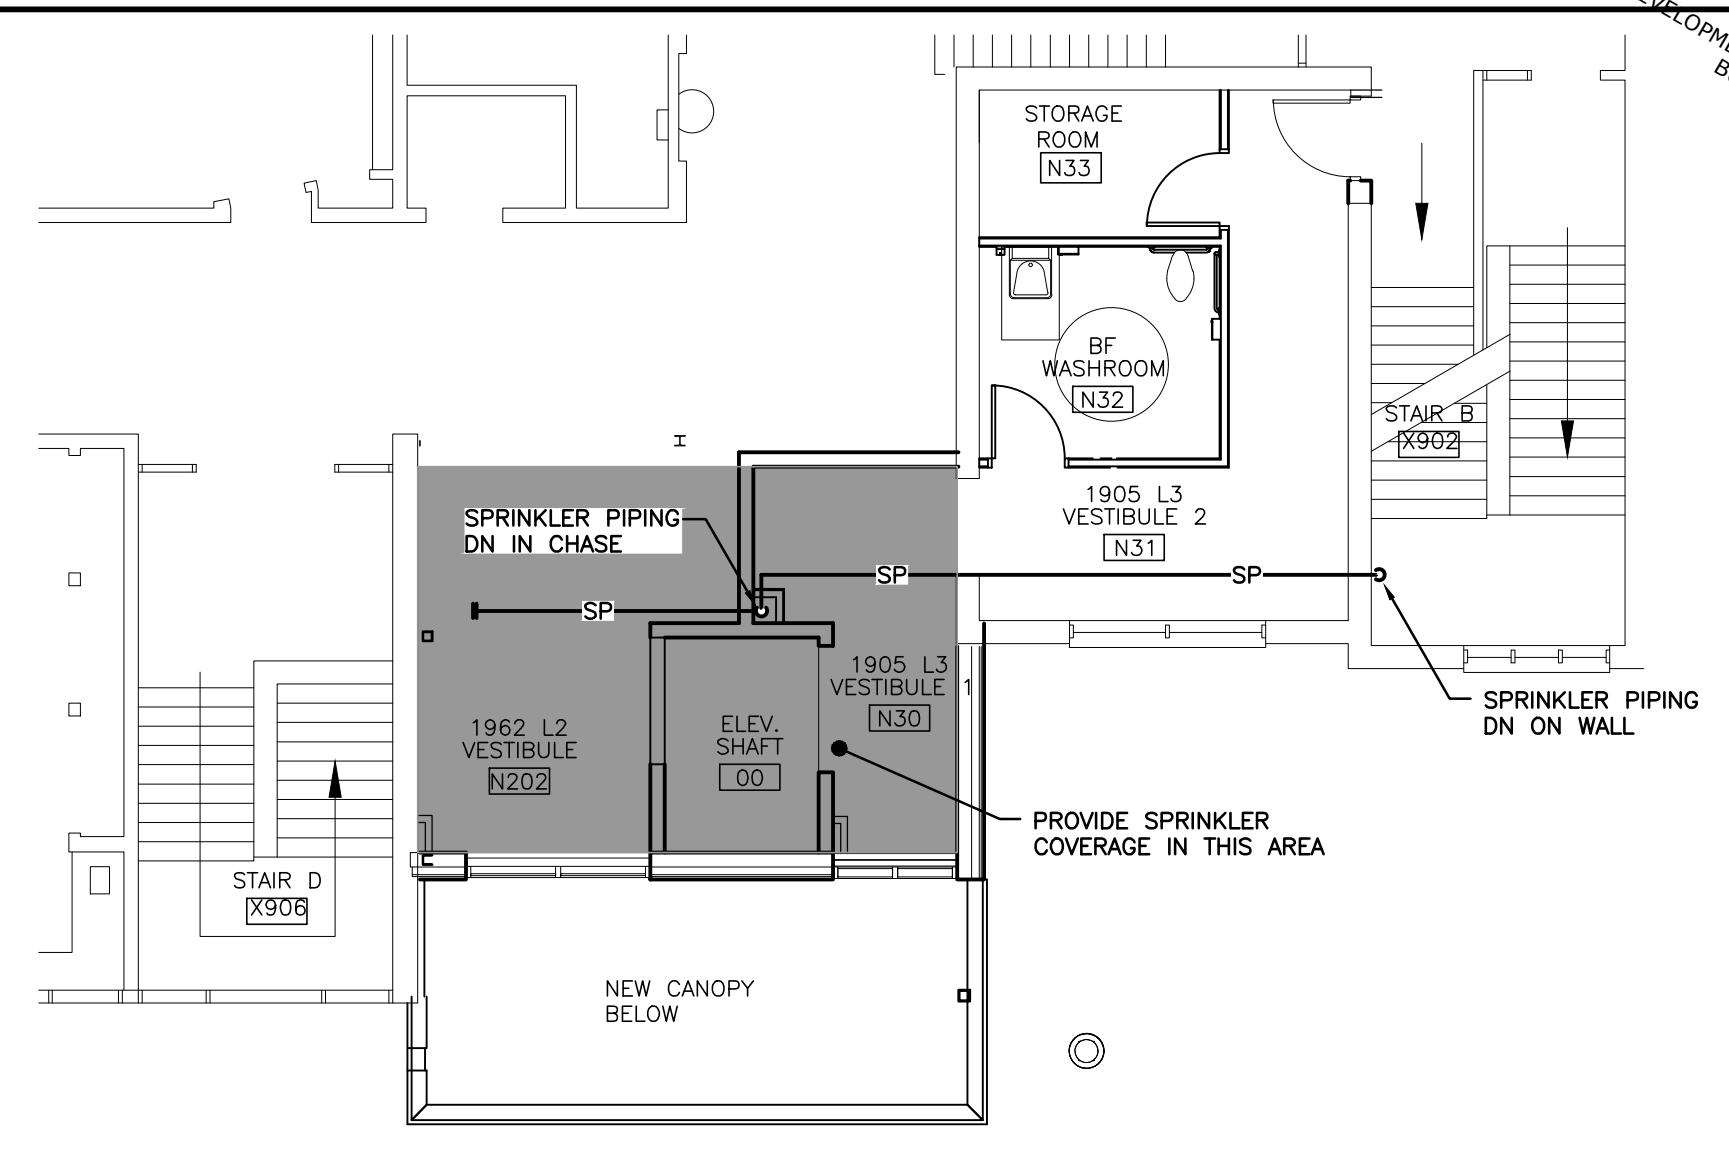 STORAGE
ROOM
N33
BF
WASHROOM
N32
STAIR B
X902
1905 L3
VESTIBULE 2
N31
SPRINKLER PIPING
DN IN CHASE
SP
SP
SP
1905 L3
VESTIBULE 1
N30
SPRINKLER PIPING
DN ON WALL
1962 L2
VESTIBULE
N202
ELEV.
SHAFT
00
PROVIDE SPRINKLER
COVERAGE IN THIS AREA
STAIR D
X906
NEW CANOPY
BELOW